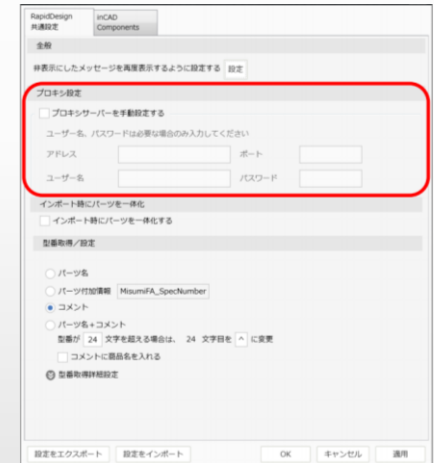 RapidDesign
共通設定
inCAD
Components
全般
非表示にしたメッセージを再度表示するように設定する 設定
プロキシ設定
プロキシサーバーを手動設定する
ユーザー名、パスワードは必要な場合のみ入力してください
アドレス ポート
ユーザー名 パスワード
インポート時にパーツを一体化
インポート時にパーツを一体化する
型番取得／設定
パーツ名
パーツ付加情報 MisumiFA_SpecNumber
コメント
パーツ名+コメント
型番が 24 文字を超える場合は、 24 文字目を ^ に変更
コメントに商品名を入れる
型番取得詳細設定
設定をエクスポート 設定をインポート OK キャンセル 適用